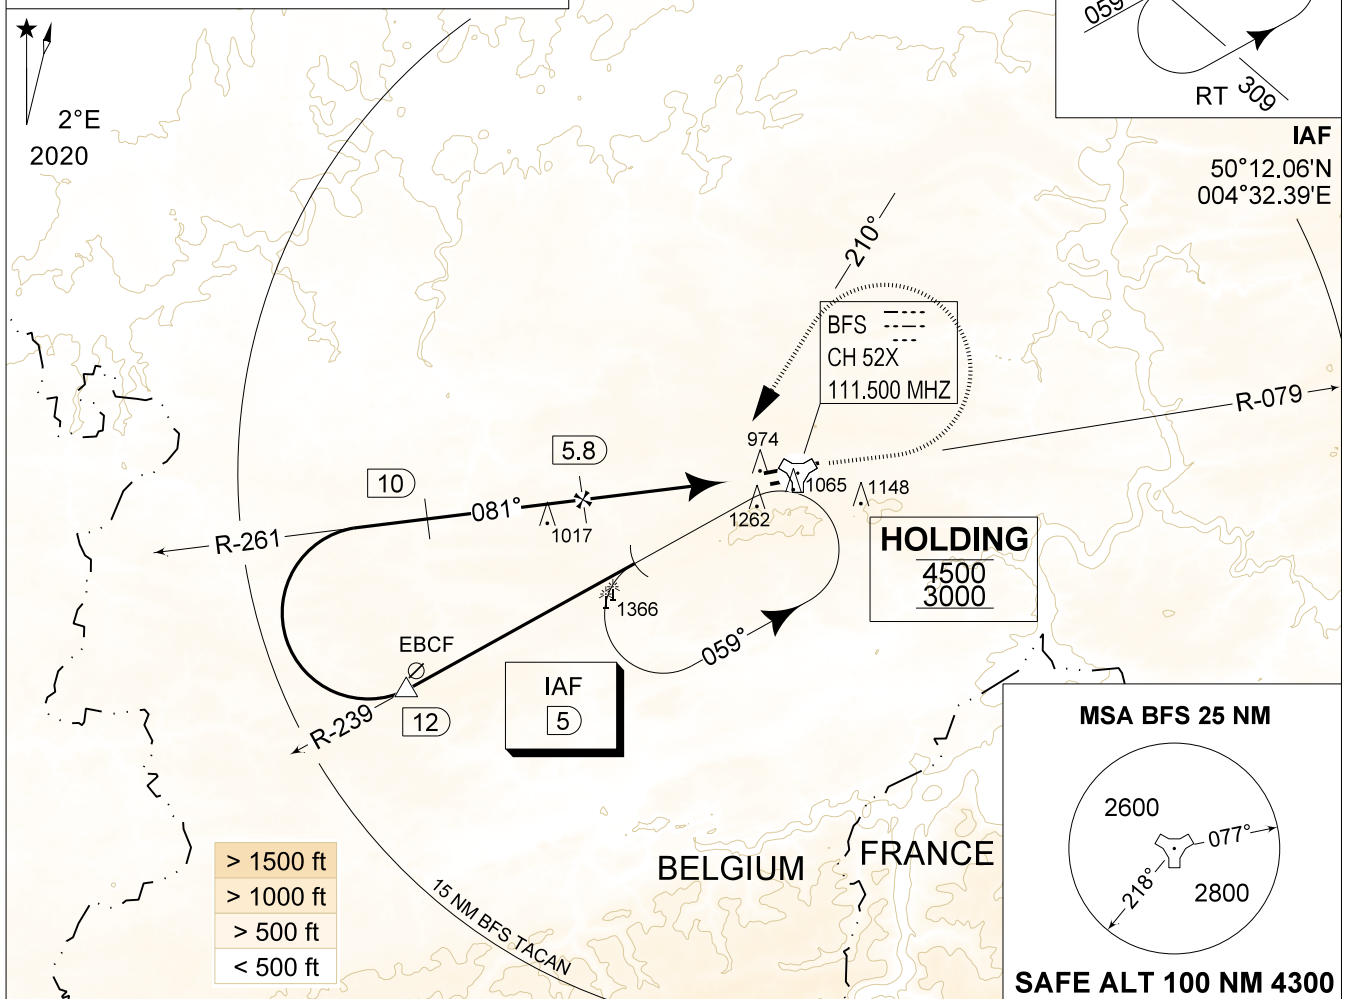 059
RT
309
2°E
2020
IAF
50°12.06'N
004°32.39'E
210°
BFS
CH 52X
111.500 MHZ
R-079
974
5.8
10
081°
1017
1065
1148
1262
R-261
HOLDING
4500
3000
1366
059°
EBCF
IAF
5
12
R-239
MSA BFS 25 NM
2600
077°
218°
2800
SAFE ALT 100 NM 4300
BELGIUM
FRANCE
> 1500 ft
> 1000 ft
> 500 ft
< 500 ft
15 NM BFS TACAN